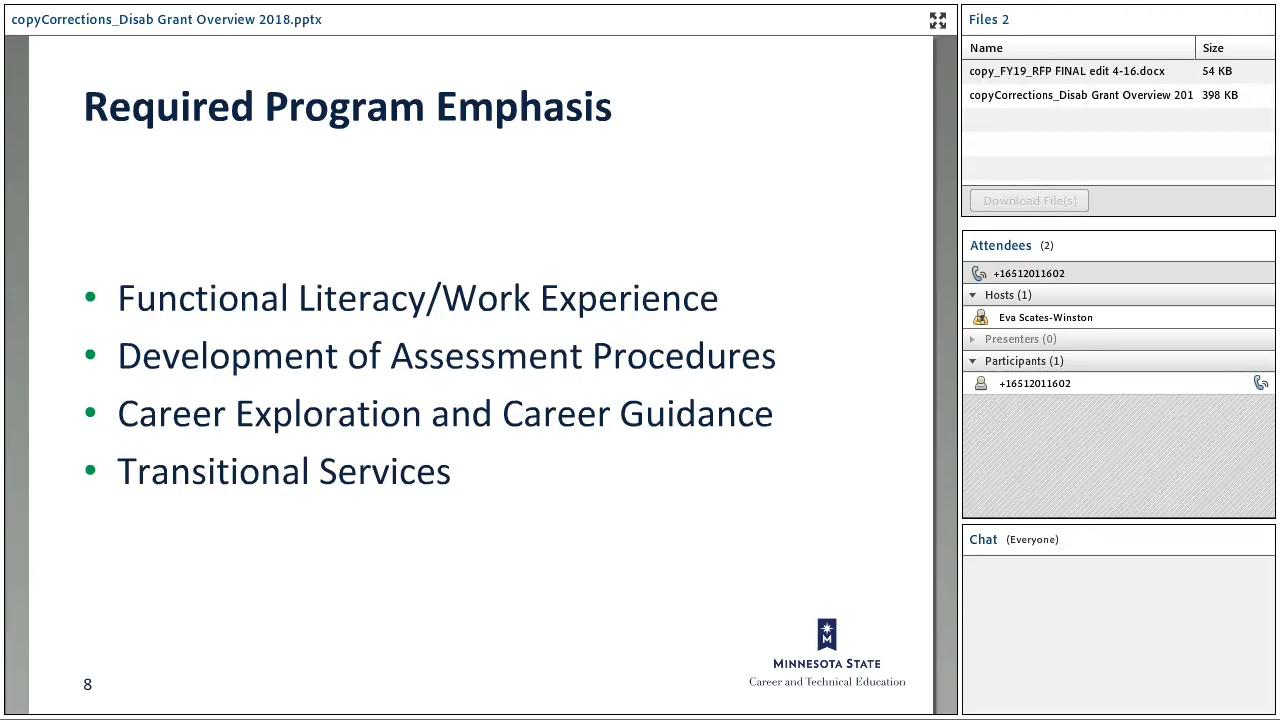 copyCorrections_Disab Grant Overview 2018.pptx
Required Program Emphasis
• Functional Literacy/Work Experience
• Development of Assessment Procedures
• Career Exploration and Career Guidance
• Transitional Services
M
MINNESOTA STATE
Career and Technical Education
8
Files 2
Name Size
copy_FY19_RFP FINAL edit 4-16.docx 54 KB
copyCorrections_Disab Grant Overview 201 398 KB
Download File(s)
Attendees (2)
+16512011602
Hosts (1)
Eva Scates-Winston
Presenters (0)
Participants (1)
+16512011602
Chat (Everyone)